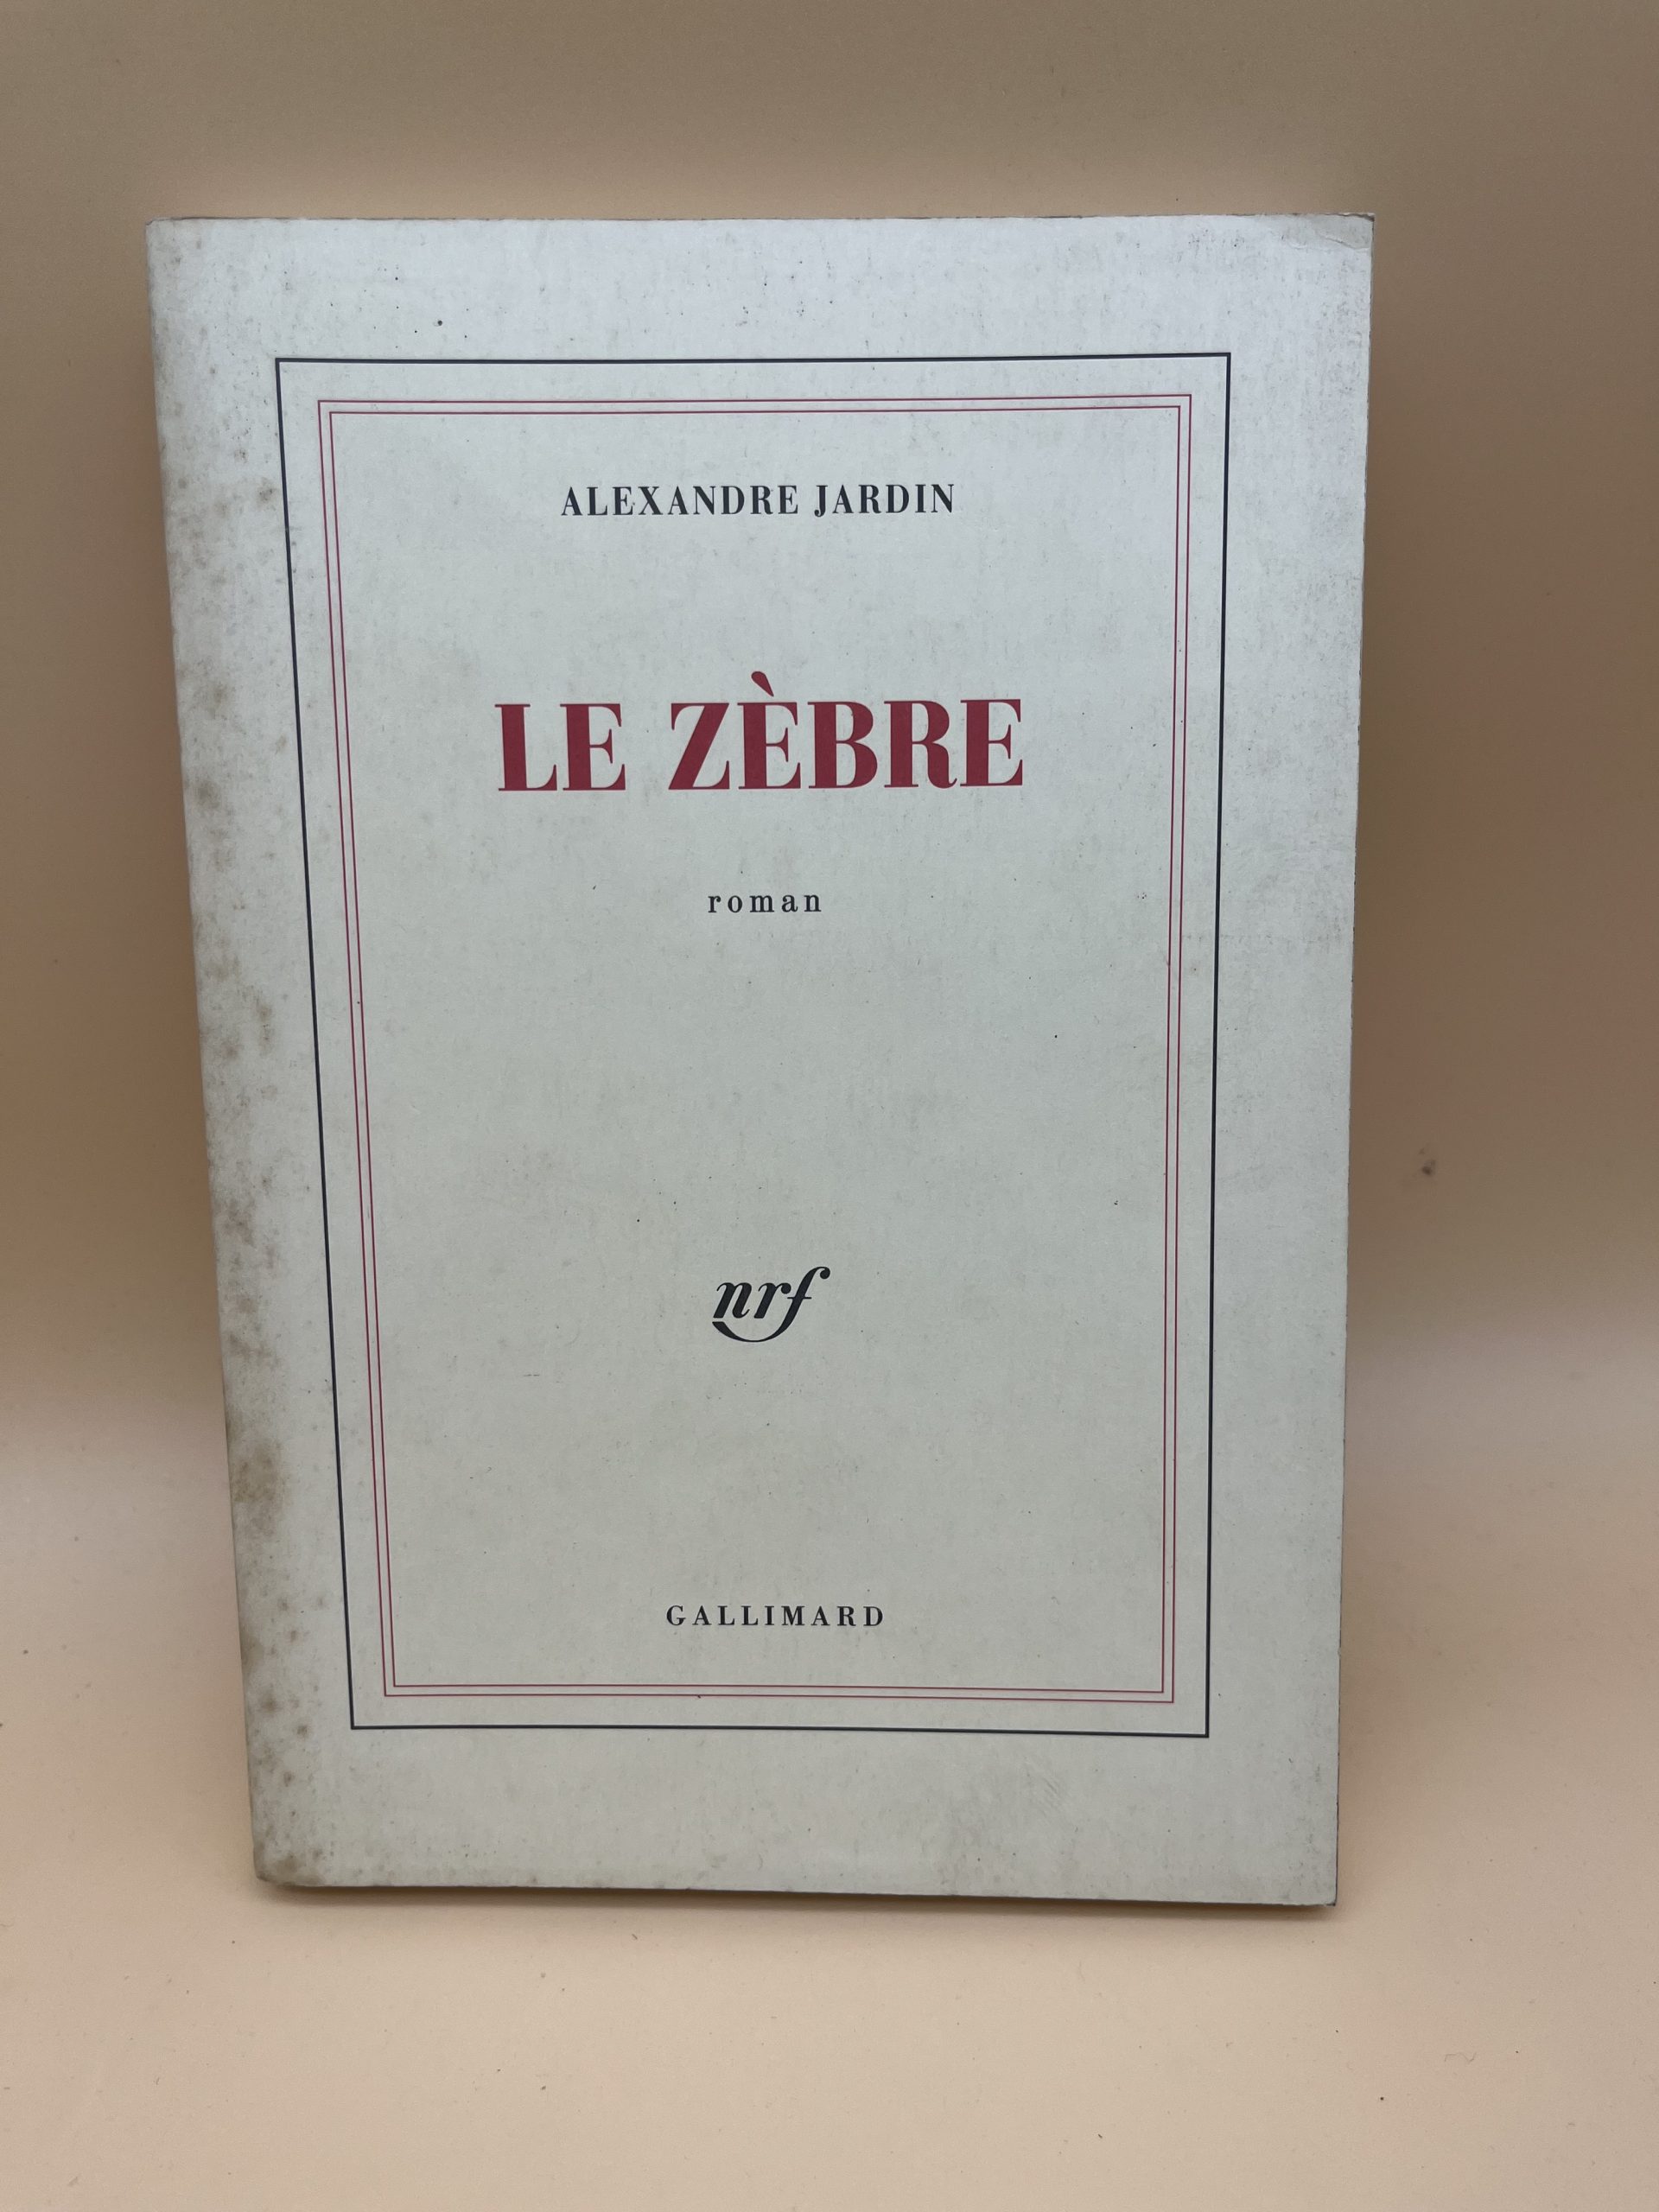 ALEXANDRE JARDIN
LE ZÈBRE
roman
nrf
GALLIMARD